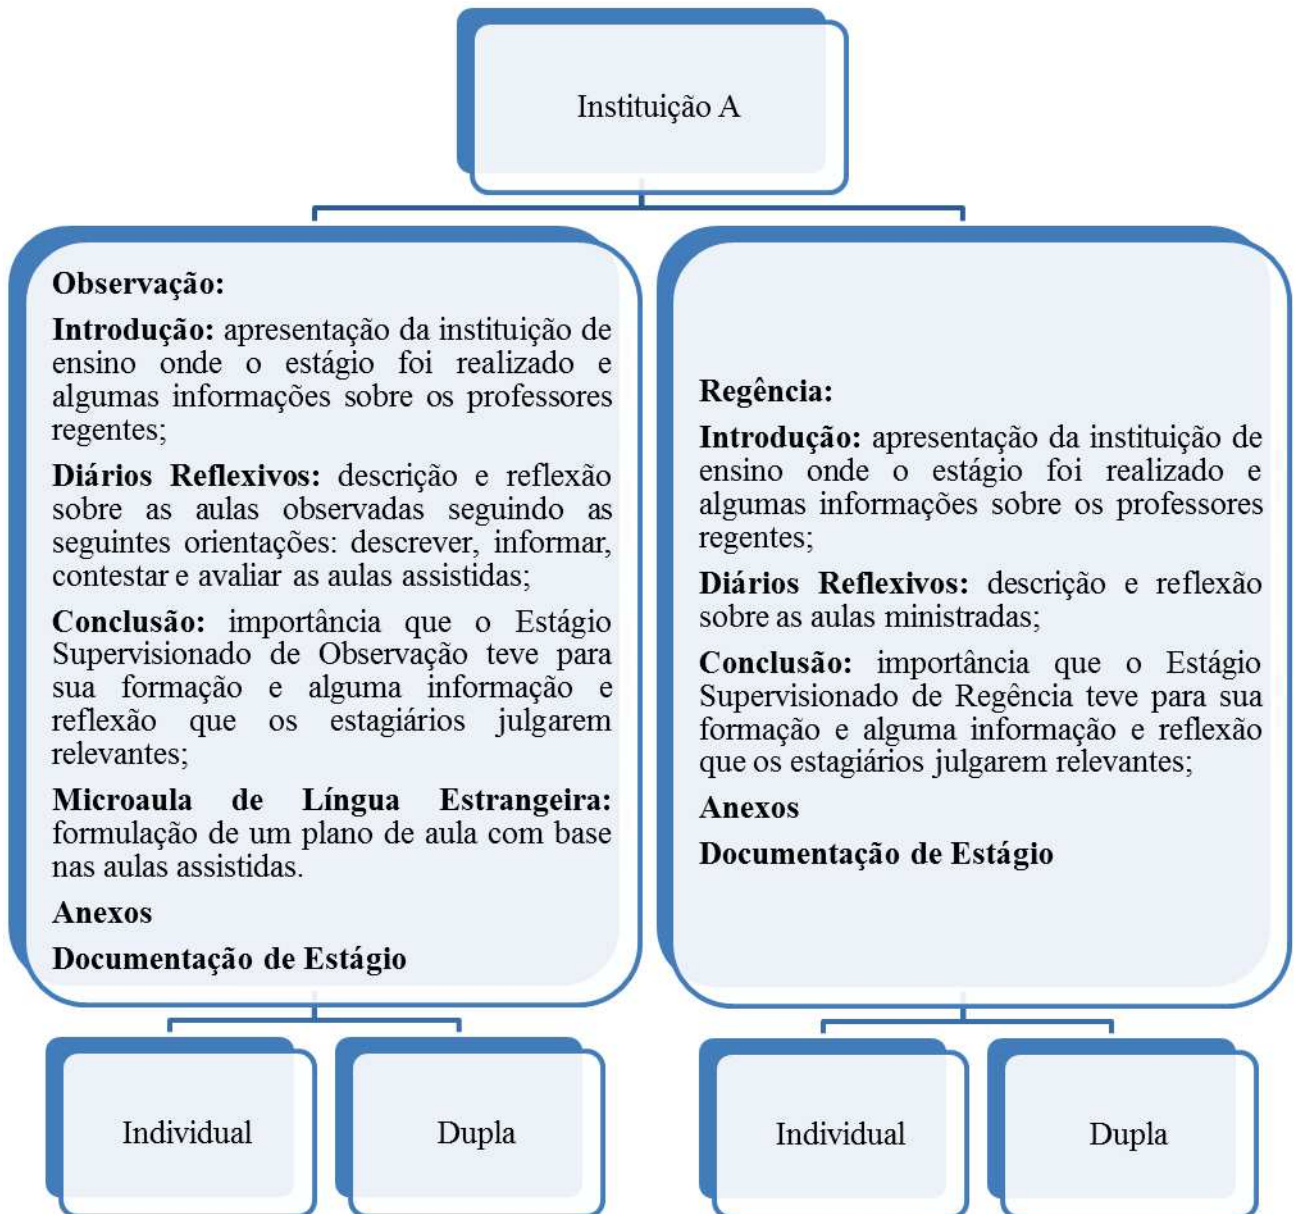 Instituição A
Observação:
Introdução: apresentação da instituição de
ensino onde o estágio foi realizado e
algumas informações sobre os professores
regentes;
Diários Reflexivos: descrição e reflexão
sobre as aulas observadas seguindo as
seguintes orientações: descrever, informar,
contestar e avaliar as aulas assistidas;
Conclusão: importância que o Estágio
Supervisionado de Observação teve para
sua formação e alguma informação e
reflexão que os estagiários julgarem
relevantes;
Microaula de Língua Estrangeira:
formulação de um plano de aula com base
nas aulas assistidas.
Anexos
Documentação de Estágio
Regência:
Introdução: apresentação da instituição de
ensino onde o estágio foi realizado e
algumas informações sobre os professores
regentes;
Diários Reflexivos: descrição e reflexão
sobre as aulas ministradas;
Conclusão: importância que o Estágio
Supervisionado de Regência teve para sua
formação e alguma informação e reflexão
que os estagiários julgarem relevantes;
Anexos
Documentação de Estágio
Individual
Dupla
Individual
Dupla